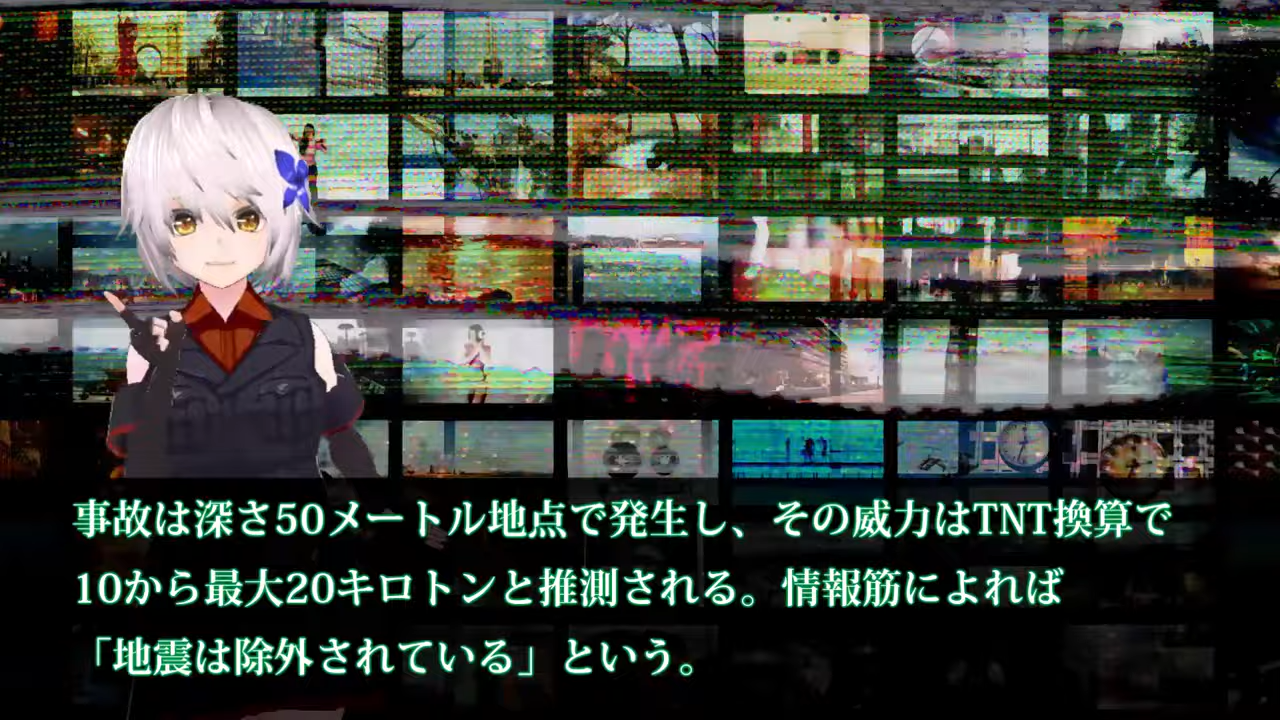 事故は深さ50メートル地点で発生し、その威力はTNT換算で
10から最大20キロトンと推測される。情報筋によれば
「地震は除外されている」という。